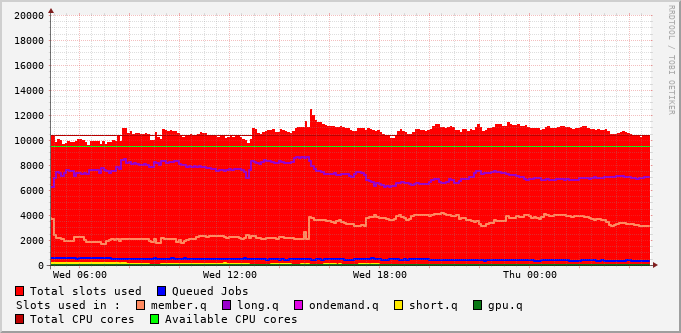 RRDTOOL / TOBI OETIKER
20000
18000
16000
14000
12000
10000
8000
6000
4000
2000
0
Wed 06:00 Wed 12:00 Wed 18:00 Thu 00:00
Total slots used Queued Jobs
Slots used in : member.q long.q ondemand.q short.q gpu.q
Total CPU cores Available CPU cores